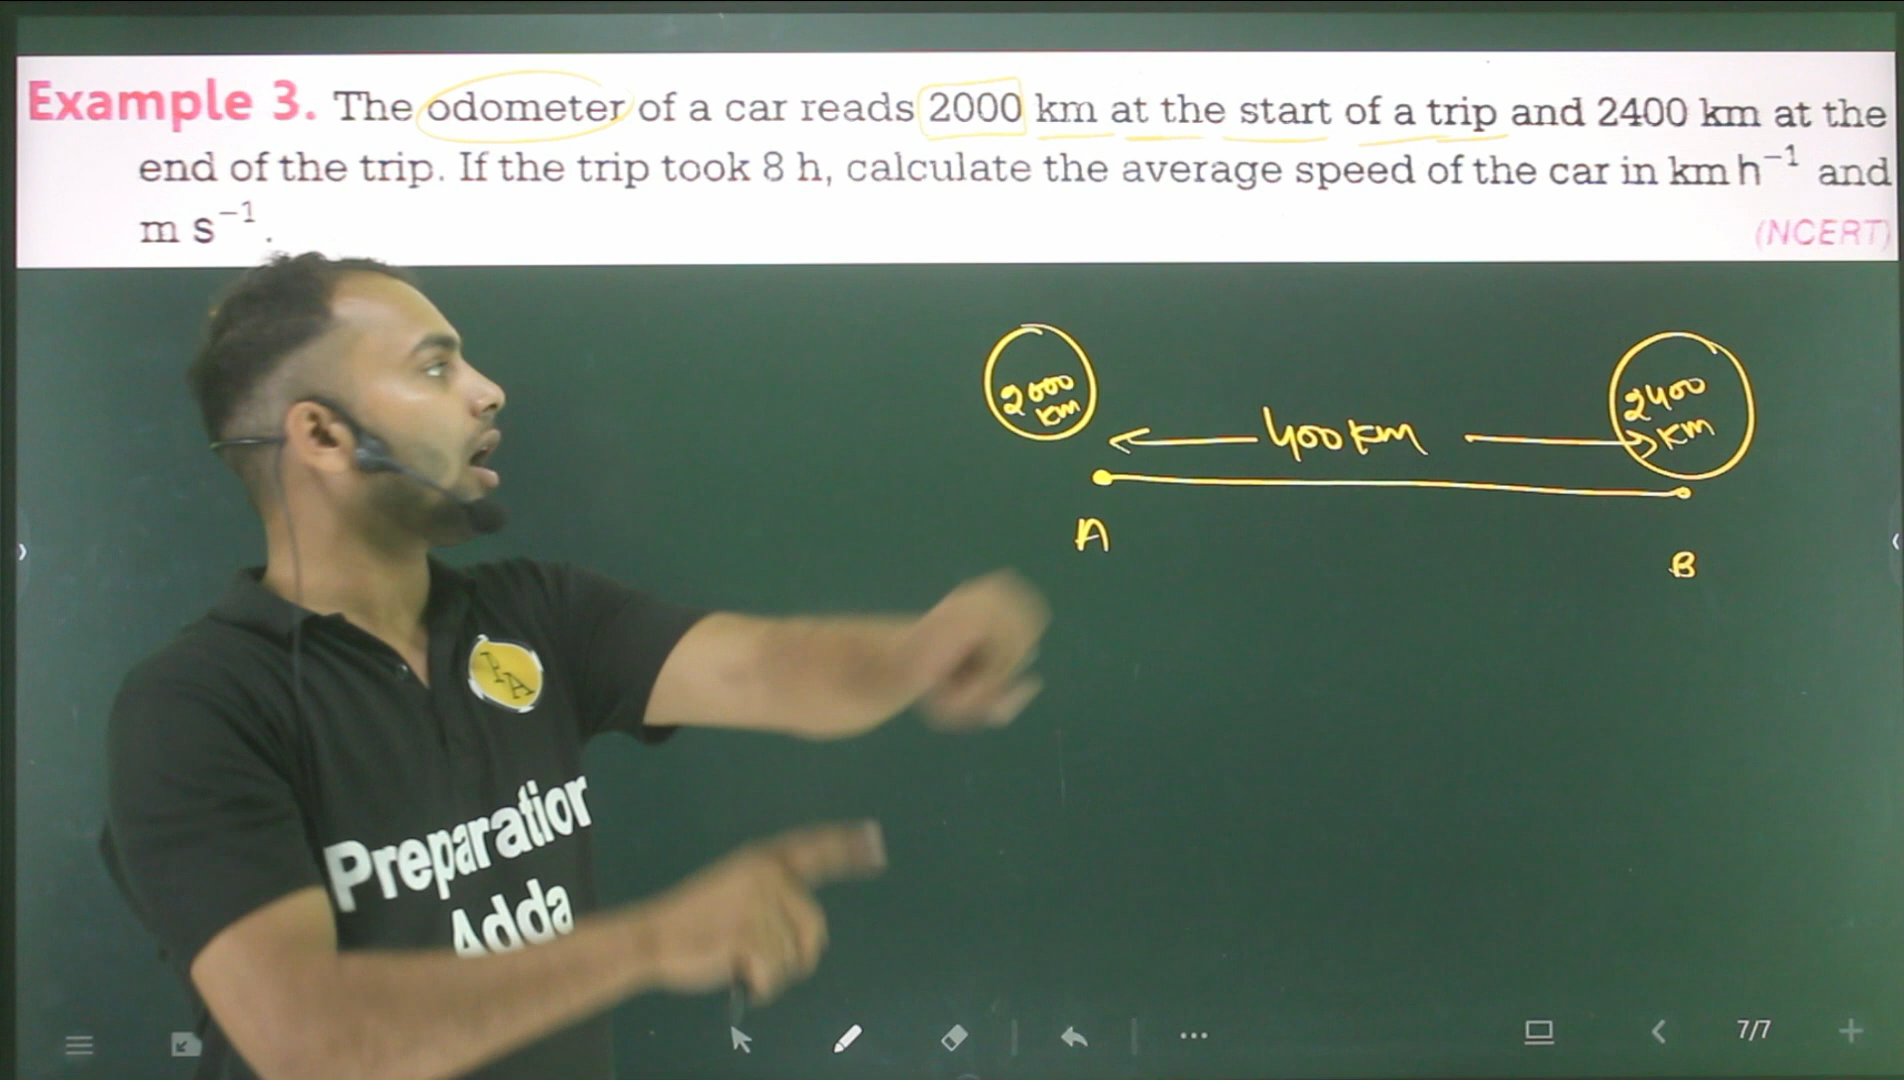 Example 3. The odometer of a car reads 2000 km at the start of a trip and 2400 km at the
end of the trip. If the trip took 8 h, calculate the average speed of the car in km h⁻¹ and
m s⁻¹.
(NCERT)
2000
km
400 km
2400
km
A
B
PA
Preparation
Adda
7/7